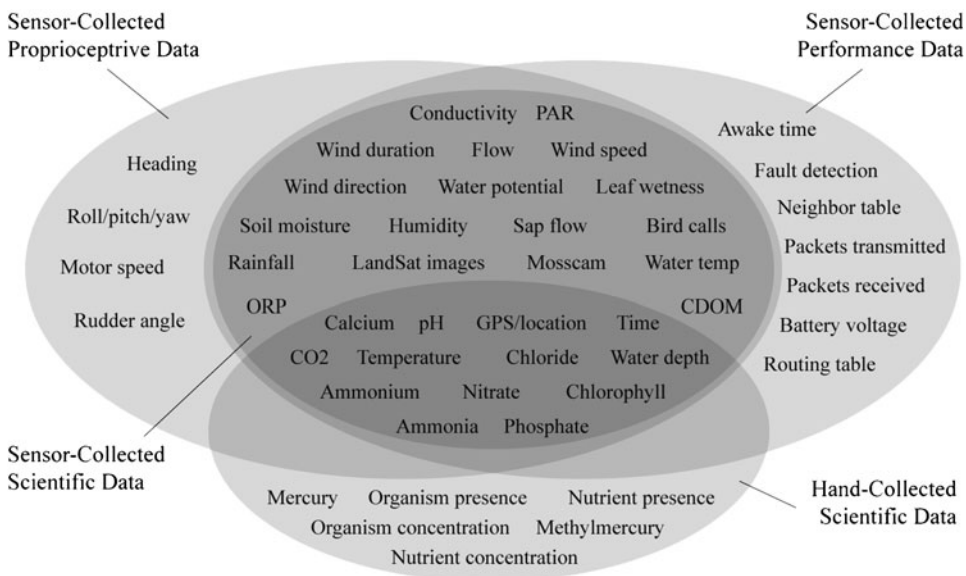 Sensor-Collected
Proprioceptive Data
Sensor-Collected
Performance Data
Conductivity PAR
Awake time
Heading
Wind duration Flow Wind speed
Fault detection
Wind direction Water potential Leaf wetness
Roll/pitch/yaw
Neighbor table
Soil moisture Humidity Sap flow Bird calls
Packets transmitted
Motor speed
Rainfall LandSat images Mosscam Water temp
Packets received
Rudder angle
ORP CDOM
Calcium pH GPS/location Time
Battery voltage
CO2 Temperature Chloride Water depth
Routing table
Ammonium Nitrate Chlorophyll
Ammonia Phosphate
Sensor-Collected
Scientific Data
Hand-Collected
Scientific Data
Mercury Organism presence Nutrient presence
Organism concentration Methylmercury
Nutrient concentration